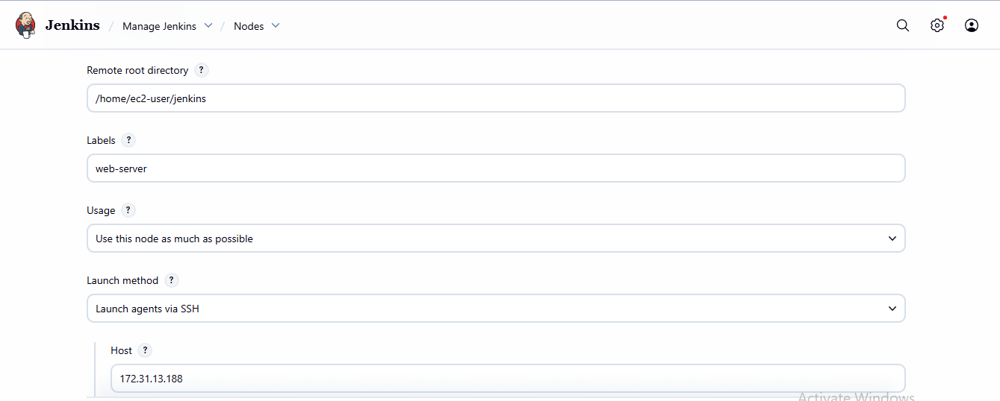 Jenkins / Manage Jenkins / Nodes
Remote root directory ?
/home/ec2-user/jenkins
Labels ?
web-server
Usage ?
Use this node as much as possible
Launch method ?
Launch agents via SSH
Host ?
172.31.13.188
Activate Windows